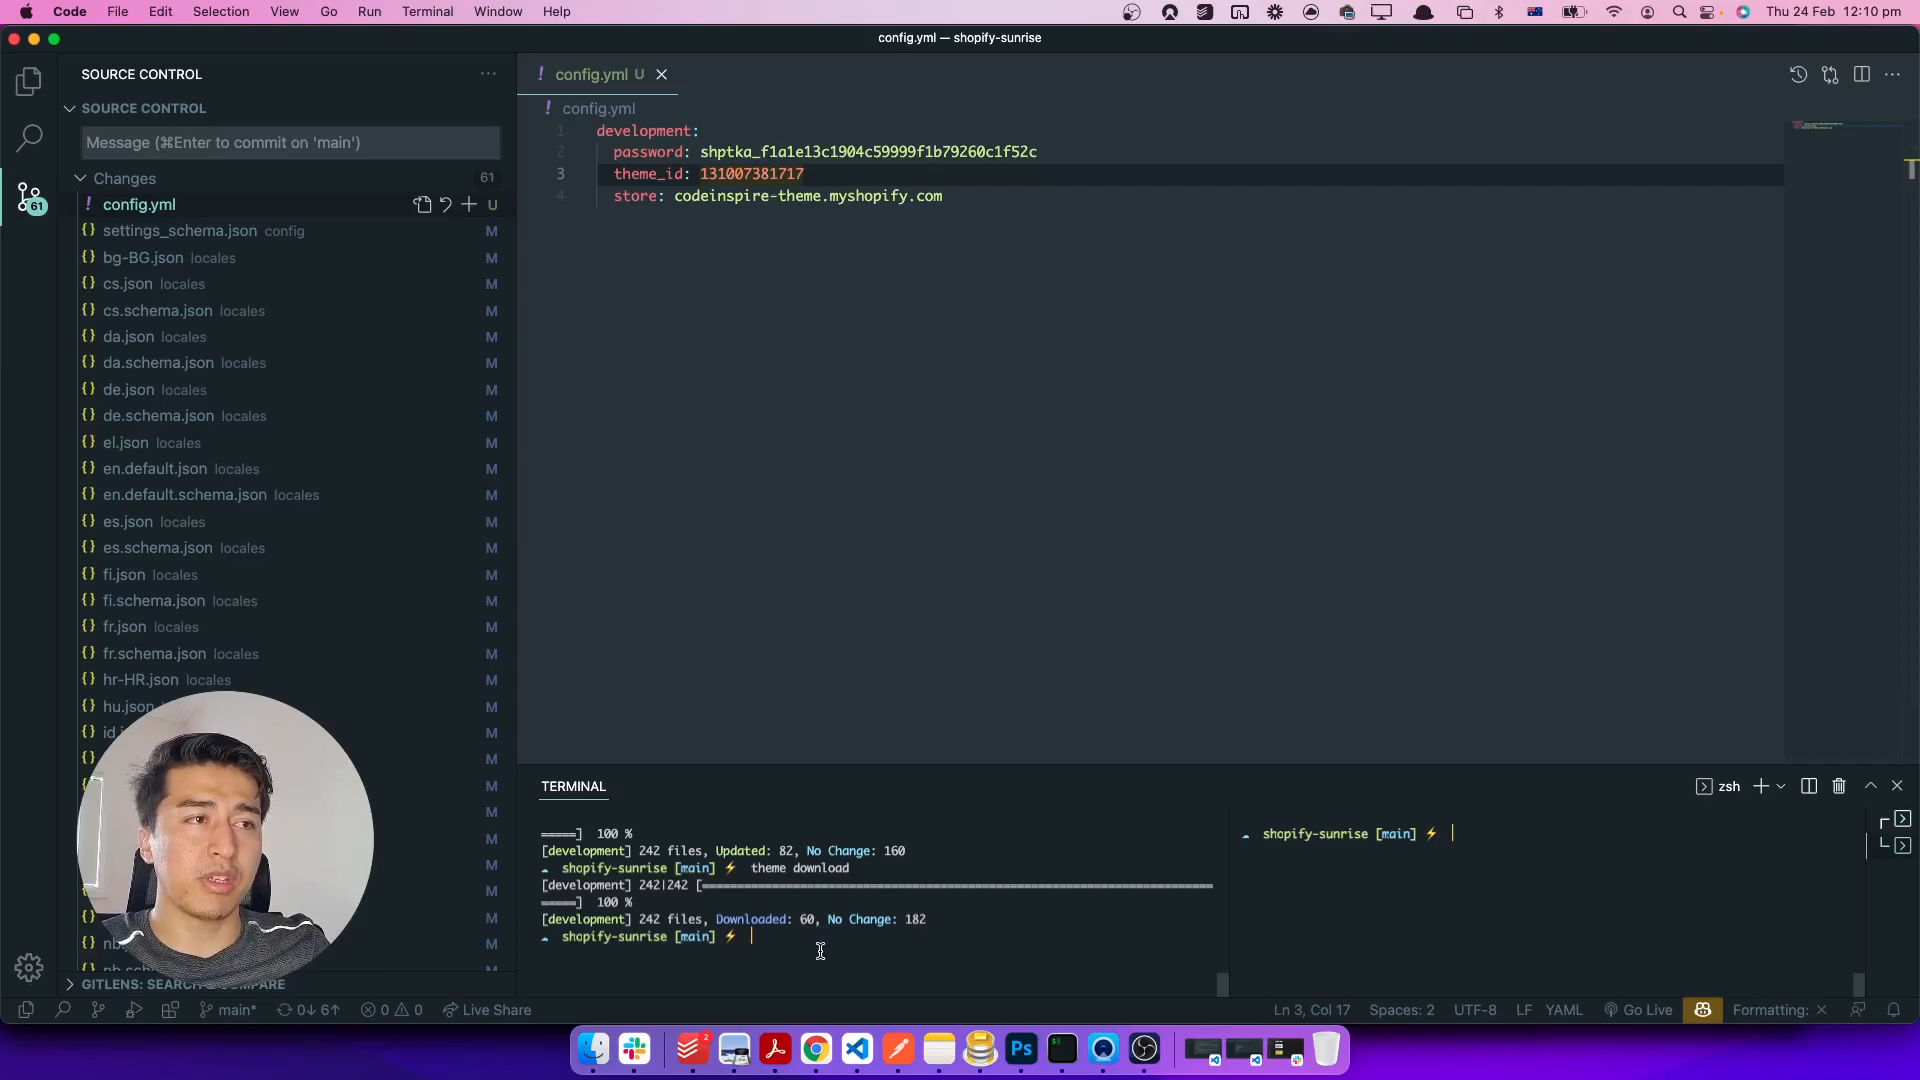 Code File Edit Selection View Go Run Terminal Window Help
Thu 24 Feb 12:10 pm
config.yml — shopify-sunrise
SOURCE CONTROL
SOURCE CONTROL
Message (⌘Enter to commit on 'main')
Changes 61
61
config.yml U
settings_schema.json config M
bg-BG.json locales M
cs.json locales M
cs.schema.json locales M
da.json locales M
da.schema.json locales M
de.json locales M
de.schema.json locales M
el.json locales M
en.default.json locales M
en.default.schema.json locales M
es.json locales M
es.schema.json locales M
fi.json locales M
fi.schema.json locales M
fr.json locales M
fr.schema.json locales M
hr-HR.json locales M
hu.json M
M
M
M
M
M
M
M
M
M
GITLENS: SEARCH & COMPARE
config.yml U
config.yml
1 development:
2 password: shptka_f1a1e13c1904c59999f1b79260c1f52c
3 theme_id: 131007381717
4 store: codeinspire-theme.myshopify.com
TERMINAL
zsh
=====] 100 %
[development] 242 files, Updated: 82, No Change: 160
shopify-sunrise [main] ⚡ theme download
[development] 242|242 [==========================================================================
=====] 100 %
[development] 242 files, Downloaded: 60, No Change: 182
shopify-sunrise [main] ⚡
shopify-sunrise [main] ⚡
main* 0↓ 6↑ 0 0 Live Share
Ln 3, Col 17 Spaces: 2 UTF-8 LF YAML Go Live Formatting: ×
2
Ps